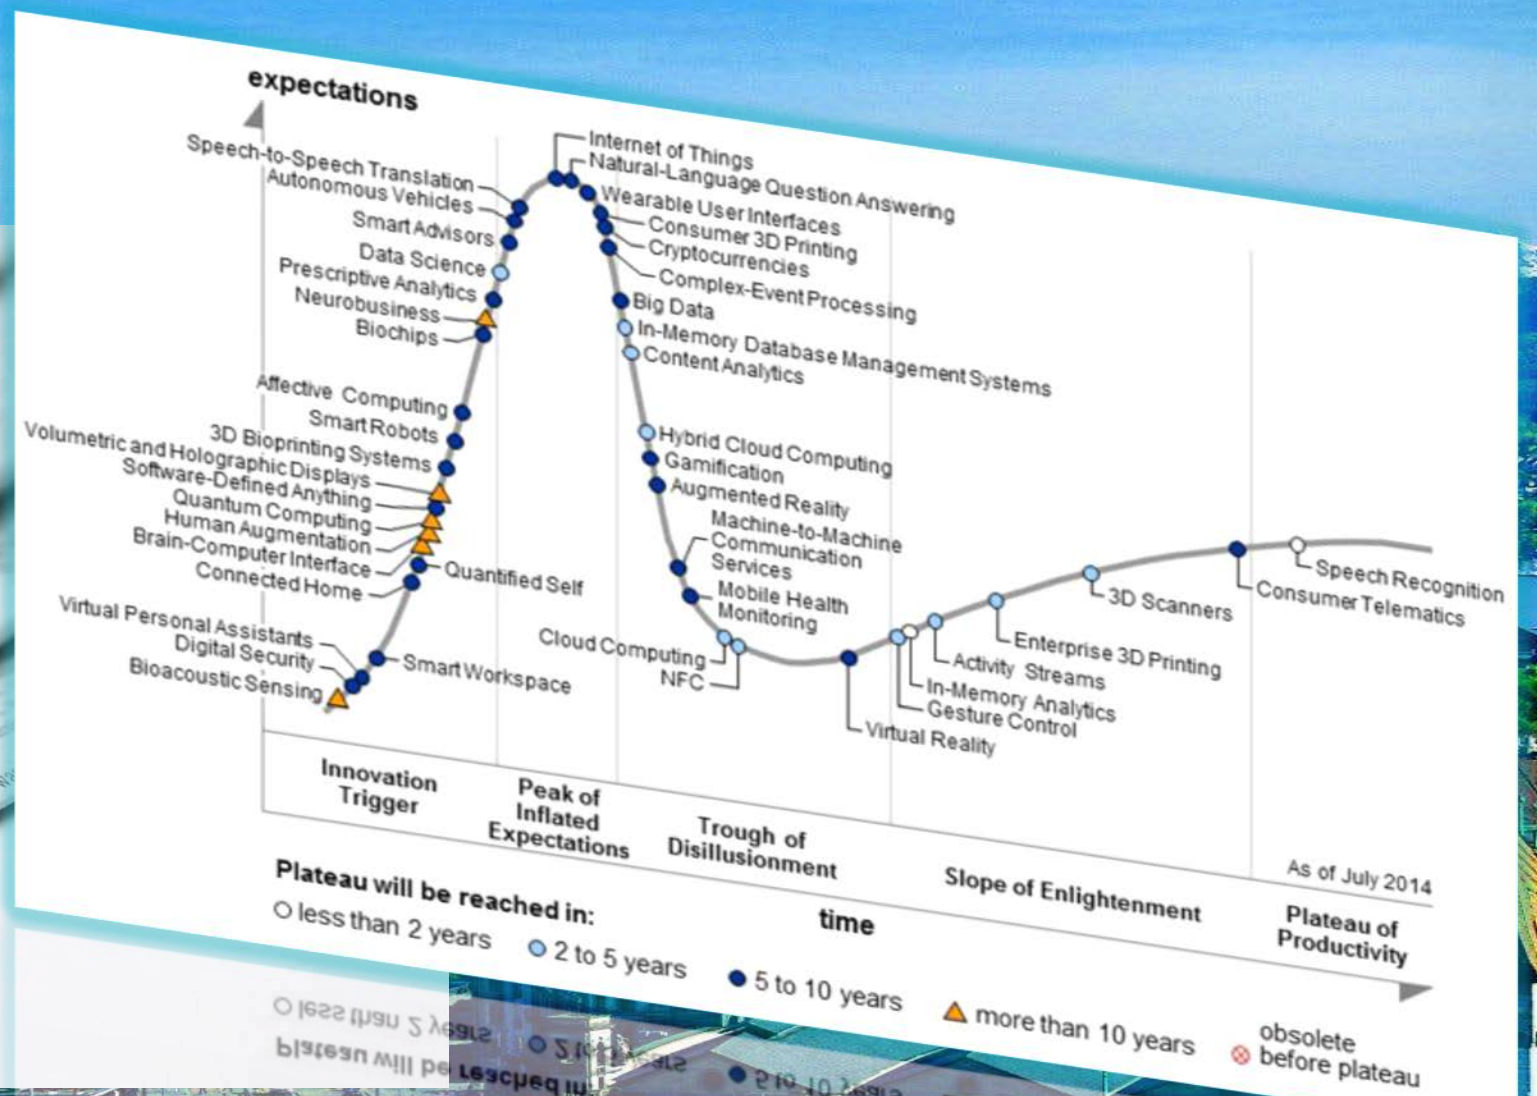 expectations
Internet of Things
Natural-Language Question Answering
Wearable User Interfaces
Consumer 3D Printing
Cryptocurrencies
Complex-Event Processing
Big Data
In-Memory Database Management Systems
Content Analytics
Hybrid Cloud Computing
Gamification
Augmented Reality
Machine-to-Machine
Communication
Services
Mobile Health
Monitoring
Speech-to-Speech Translation
Autonomous Vehicles
Smart Advisors
Data Science
Prescriptive Analytics
Neurobusiness
Biochips
Affective Computing
Smart Robots
3D Bioprinting Systems
Volumetric and Holographic Displays
Software-Defined Anything
Quantum Computing
Human Augmentation
Brain-Computer Interface
Connected Home
Quantified Self
Virtual Personal Assistants
Digital Security
Bioacoustic Sensing
Smart Workspace
Cloud Computing
NFC
Virtual Reality
Gesture Control
In-Memory Analytics
Activity Streams
Enterprise 3D Printing
3D Scanners
Consumer Telematics
Speech Recognition
Innovation
Trigger
Peak of
Inflated
Expectations
Trough of
Disillusionment
Slope of Enlightenment
Plateau of
Productivity
As of July 2014
time
Plateau will be reached in:
less than 2 years
2 to 5 years
5 to 10 years
more than 10 years
obsolete
before plateau